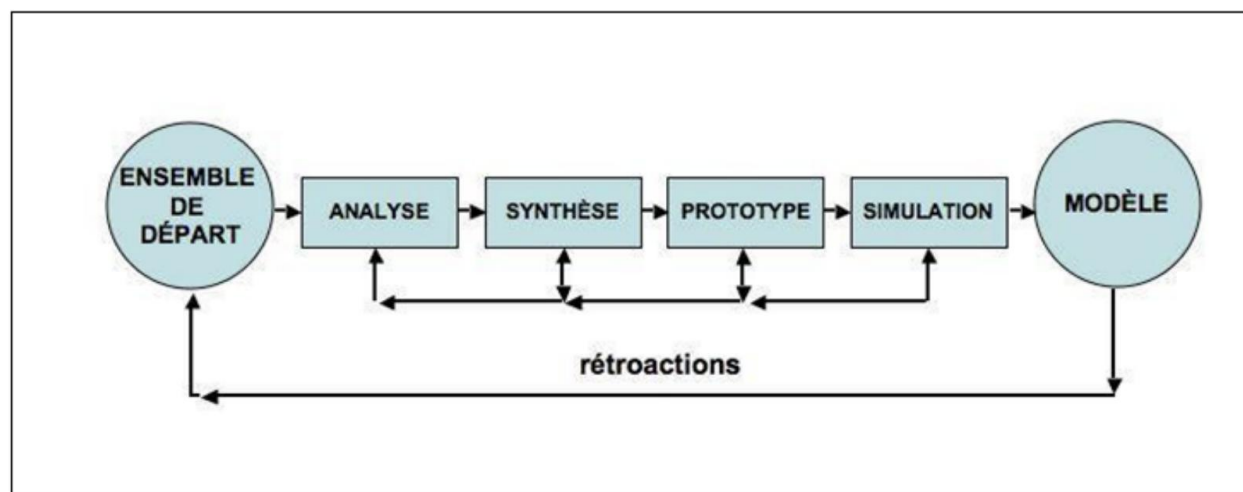 ENSEMBLE
DE
DÉPART
ANALYSE
SYNTHÈSE
PROTOTYPE
SIMULATION
MODÈLE
rétroactions